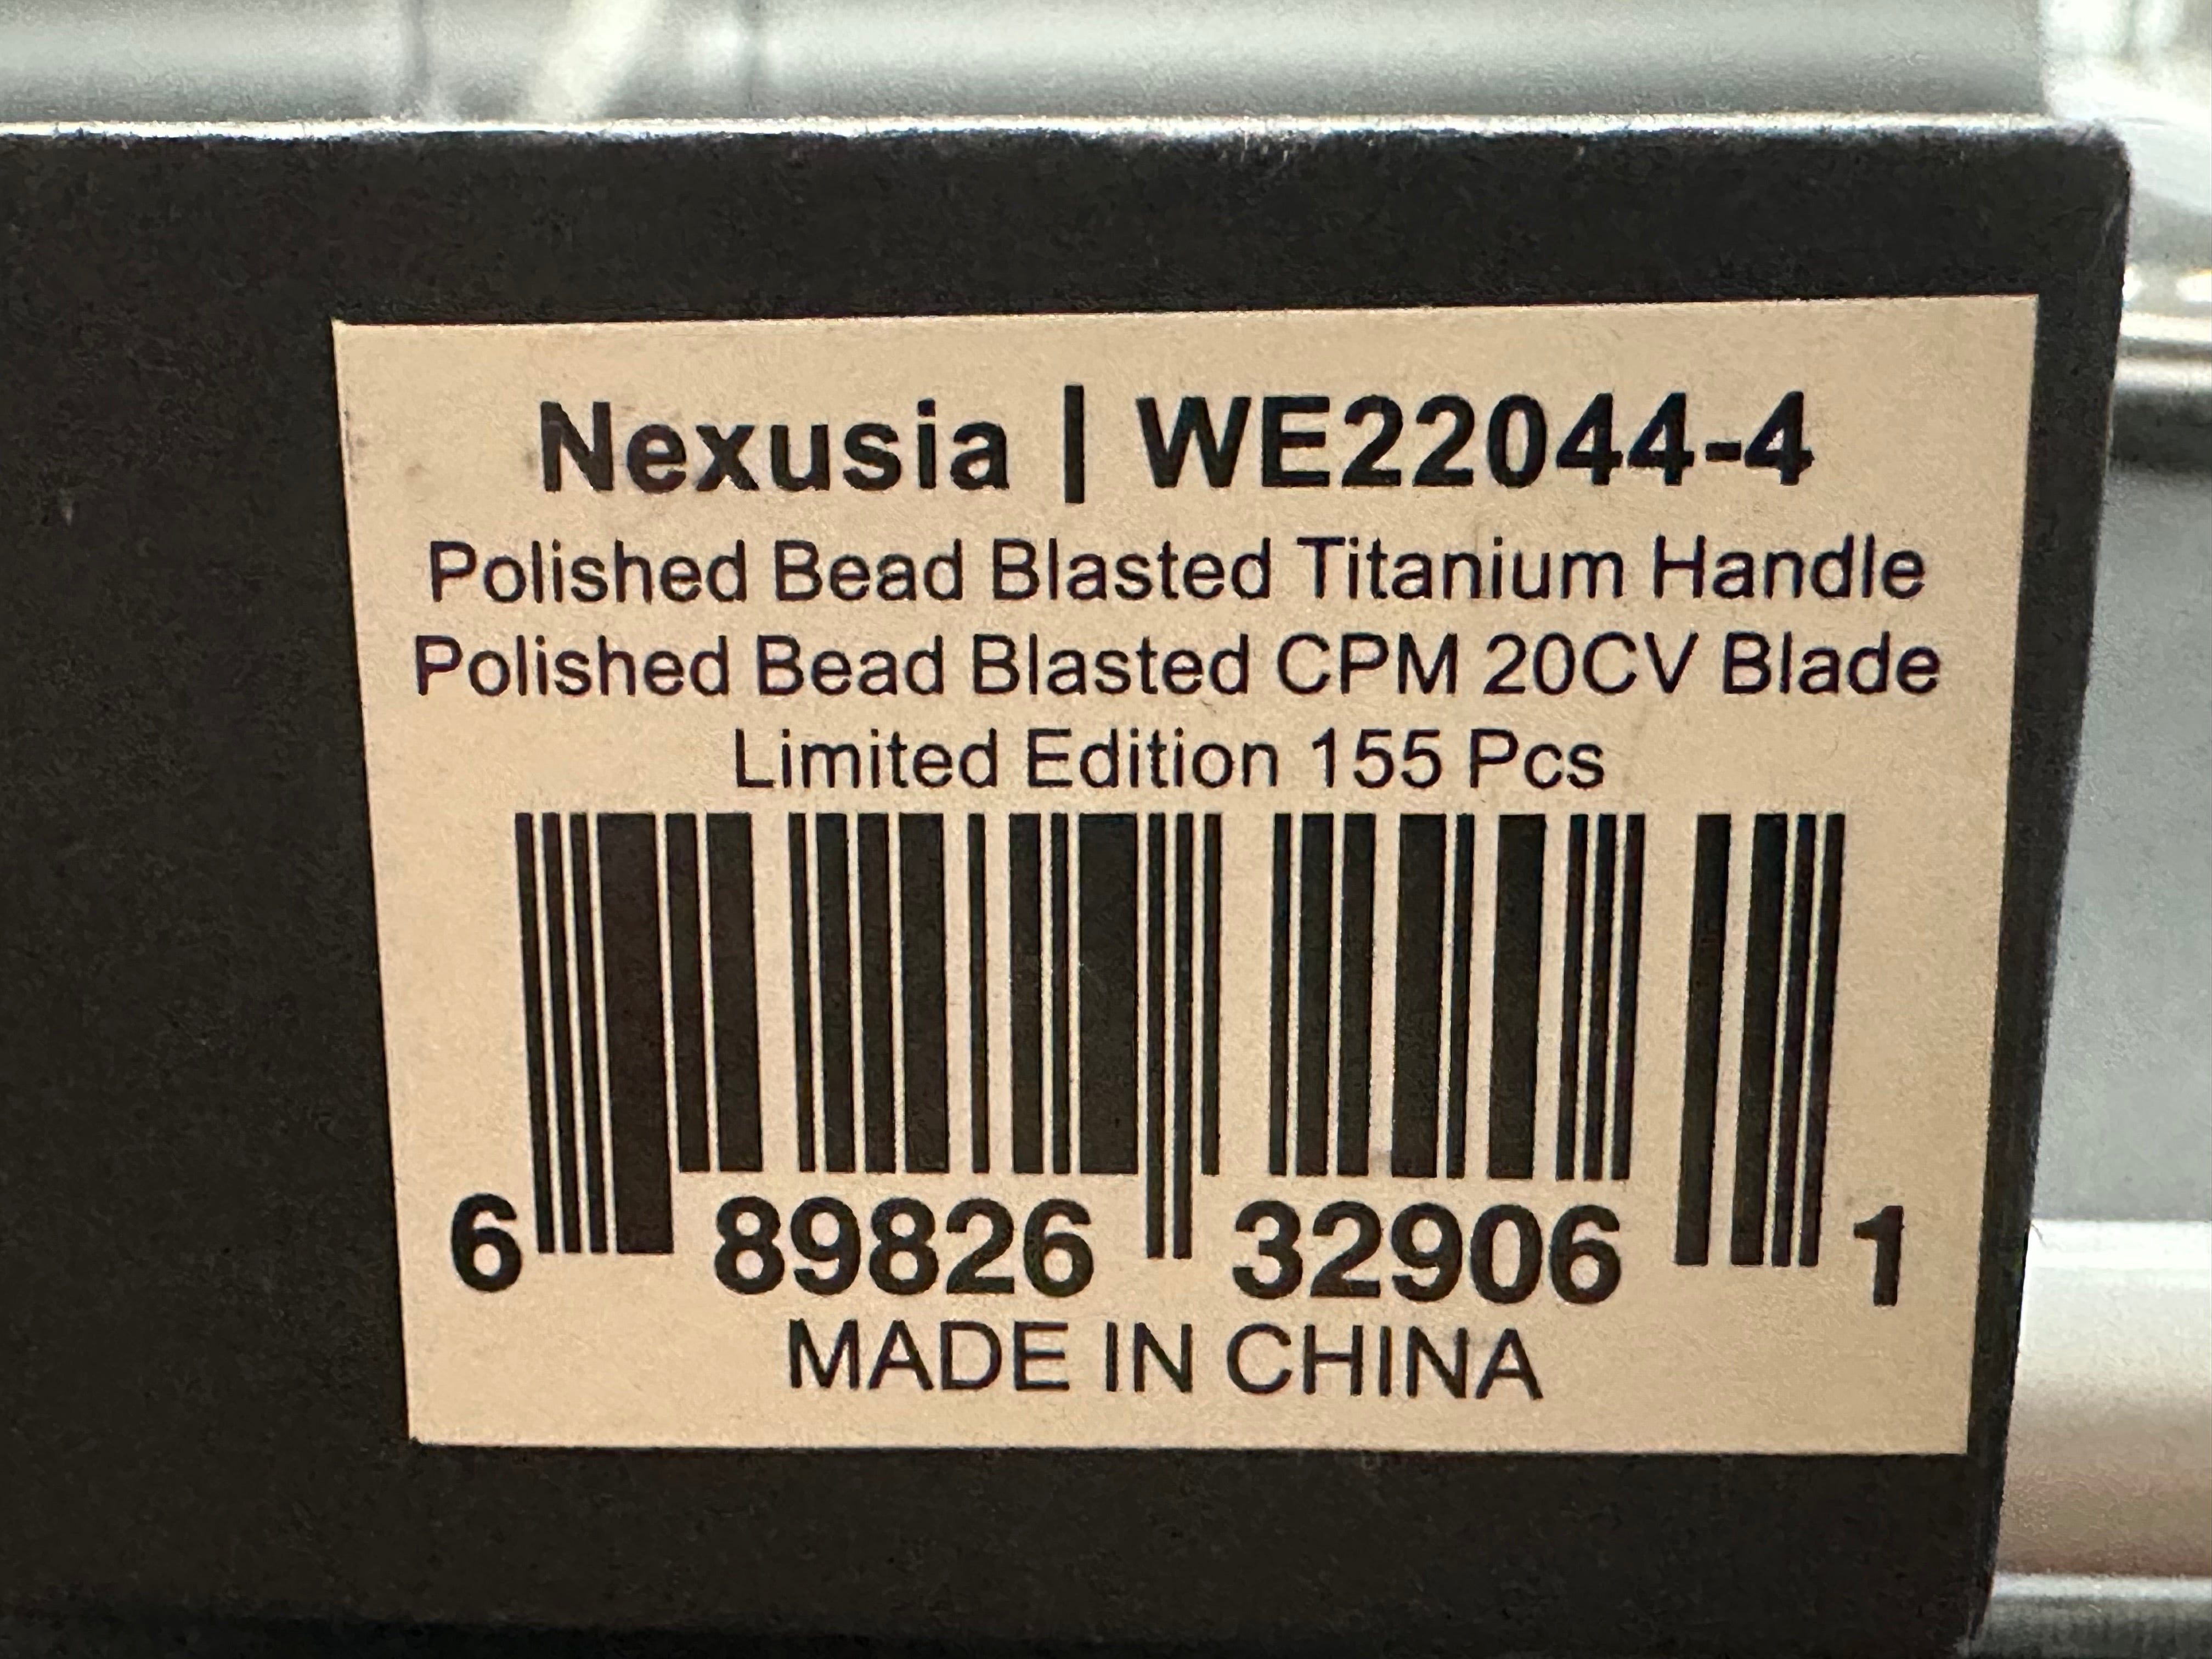 Nexusia | WE22044-4
Polished Bead Blasted Titanium Handle
Polished Bead Blasted CPM 20CV Blade
Limited Edition 155 Pcs
6 89826 32906 1
MADE IN CHINA